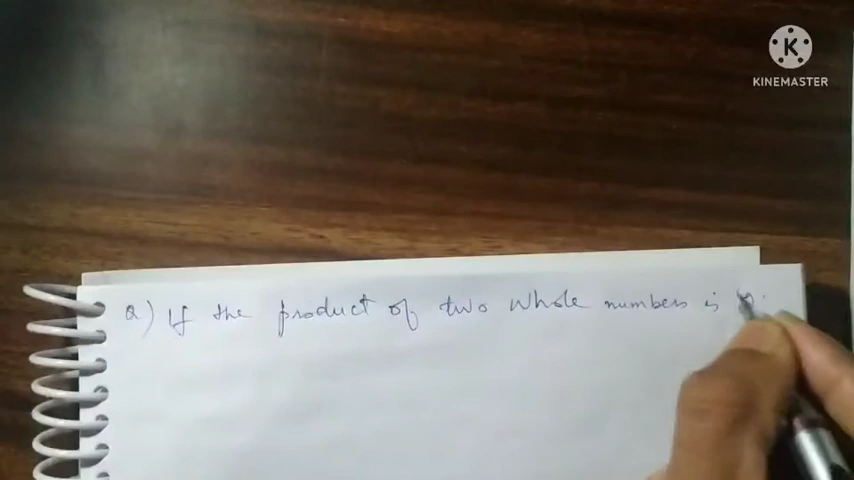 K
KINEMASTER
Q) If the product of two whole numbers is